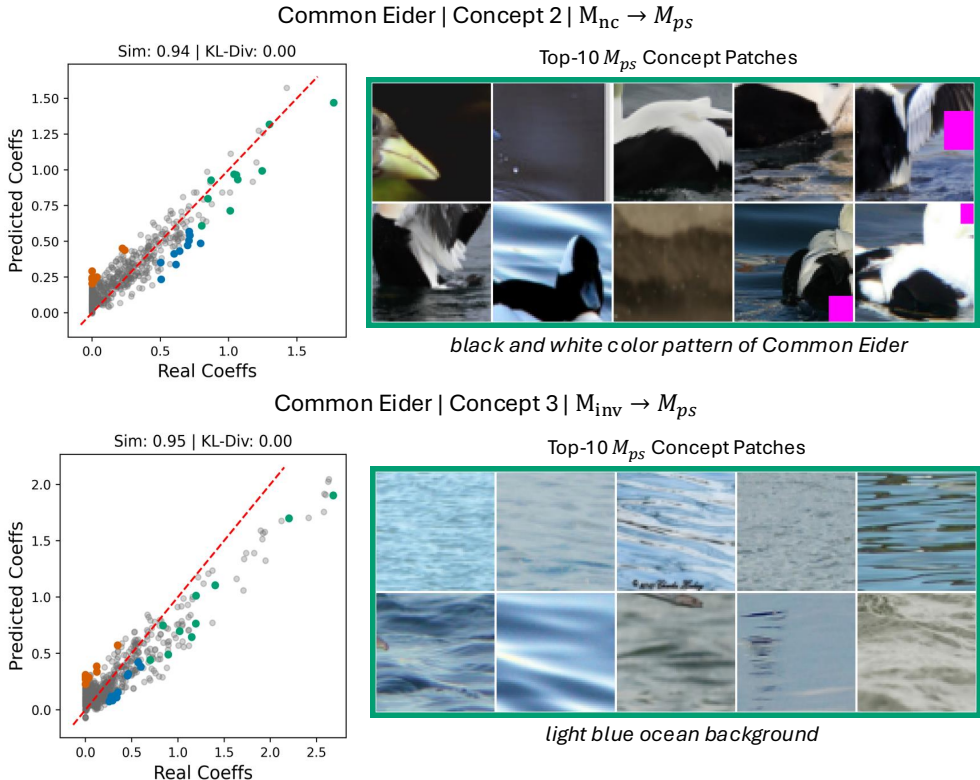 Common Eider | Concept 2 | M_nc → M_ps
Sim: 0.94 | KL-Div: 0.00
Predicted Coeffs
1.50
1.25
1.00
0.75
0.50
0.25
0.00
0.0 0.5 1.0 1.5
Real Coeffs
Top-10 M_ps Concept Patches
black and white color pattern of Common Eider
Common Eider | Concept 3 | M_inv → M_ps
Sim: 0.95 | KL-Div: 0.00
Predicted Coeffs
2.0
1.5
1.0
0.5
0.0
0.0 0.5 1.0 1.5 2.0 2.5
Real Coeffs
Top-10 M_ps Concept Patches
light blue ocean background